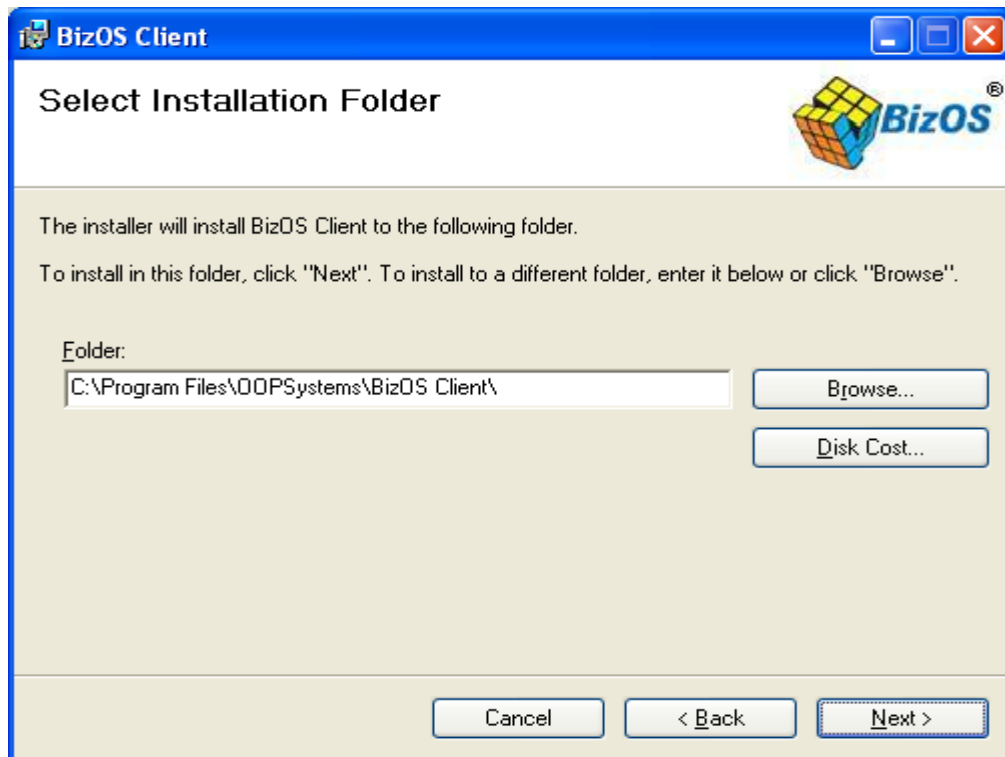 BizOS Client
Select Installation Folder
BizOS®
The installer will install BizOS Client to the following folder.
To install in this folder, click "Next". To install to a different folder, enter it below or click "Browse".
Folder:
C:\Program Files\OOPSystems\BizOS Client\
Browse...
Disk Cost...
Cancel
< Back
Next >